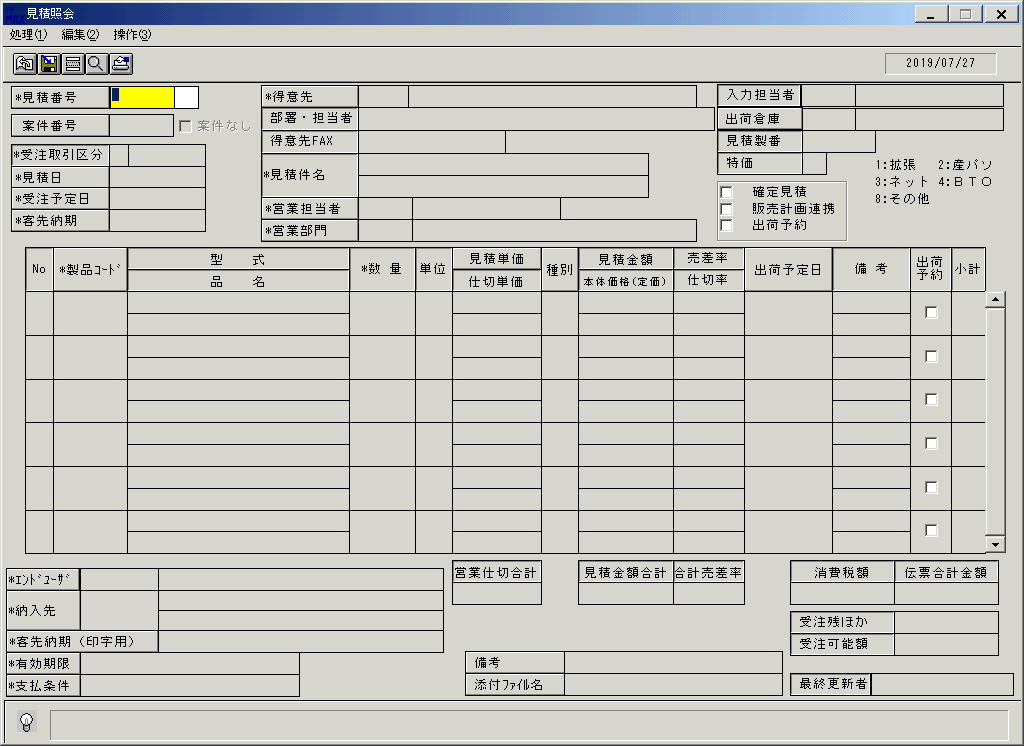 見積照会
処理(1) 編集(2) 操作(3)
2019/07/27
*見積番号
案件番号 案件なし
*受注取引区分
*見積日
*受注予定日
*客先納期
*得意先
部署・担当者
得意先FAX
*見積件名
*営業担当者
*営業部門
入力担当者
出荷倉庫
見積製番
特価
1:拡張 2:産パソ
3:ネット 4:BTO
8:その他
確定見積
販売計画連携
出荷予約
No *製品コード 型 式 *数 量 単位 見積単価 種別 見積金額 売差率 出荷予定日 備 考 出荷予約 小計
品 名 仕切単価 本体価格(定価) 仕切率
*エンドユーザ
*納入先
*客先納期(印字用)
*有効期限
*支払条件
営業仕切合計 見積金額合計 合計売差率 消費税額 伝票合計金額
受注残ほか
受注可能額
備考
添付ファイル名
最終更新者